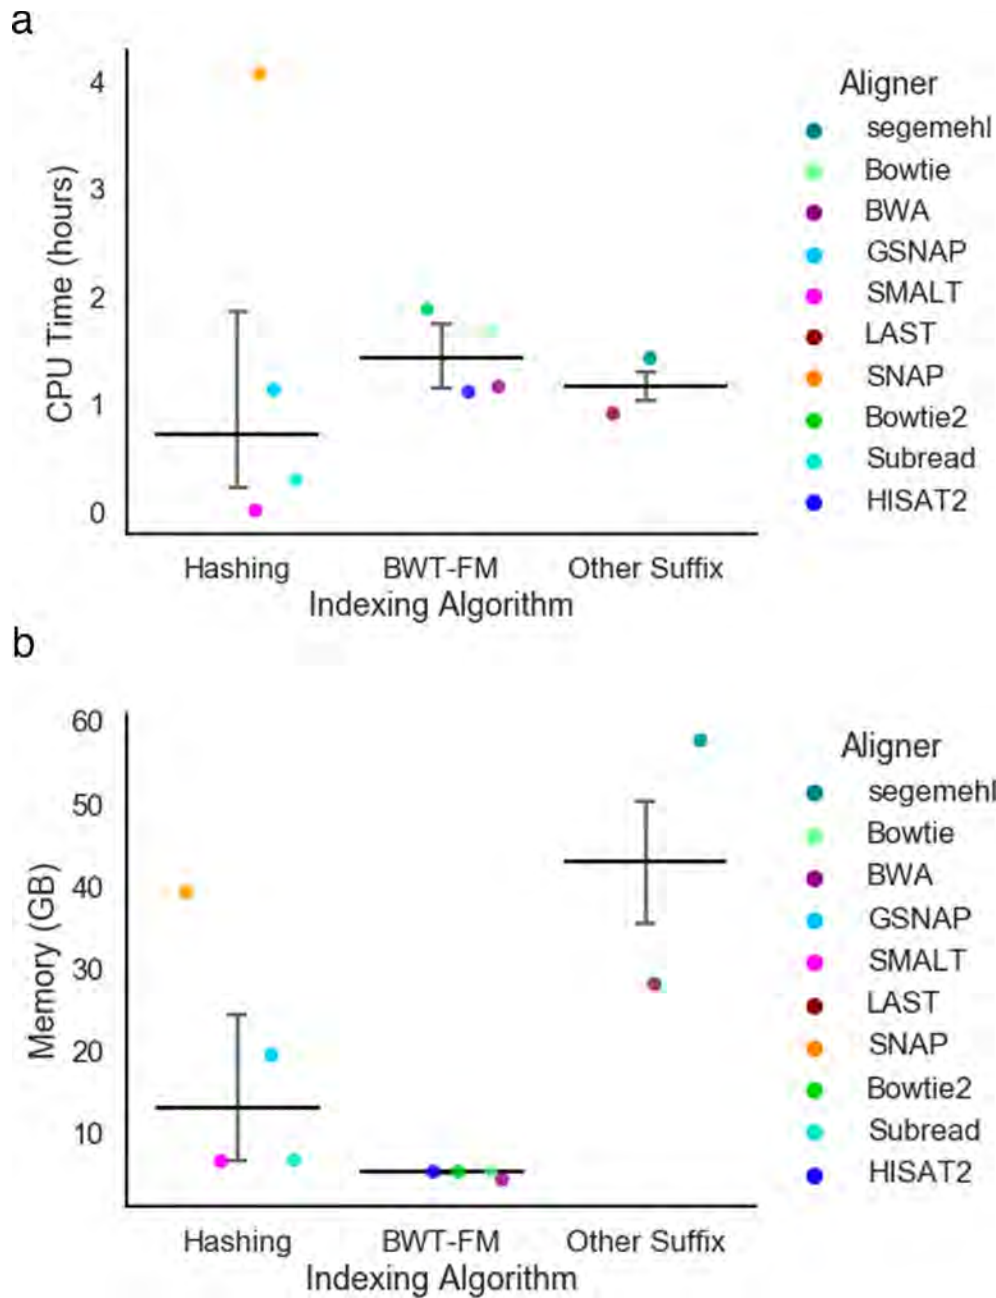 a
4
3
2
1
0
CPU Time (hours)
Hashing BWT-FM Other Suffix
Indexing Algorithm
Aligner
segemehl
Bowtie
BWA
GSNAP
SMALT
LAST
SNAP
Bowtie2
Subread
HISAT2
b
60
50
40
30
20
10
Memory (GB)
Hashing BWT-FM Other Suffix
Indexing Algorithm
Aligner
segemehl
Bowtie
BWA
GSNAP
SMALT
LAST
SNAP
Bowtie2
Subread
HISAT2